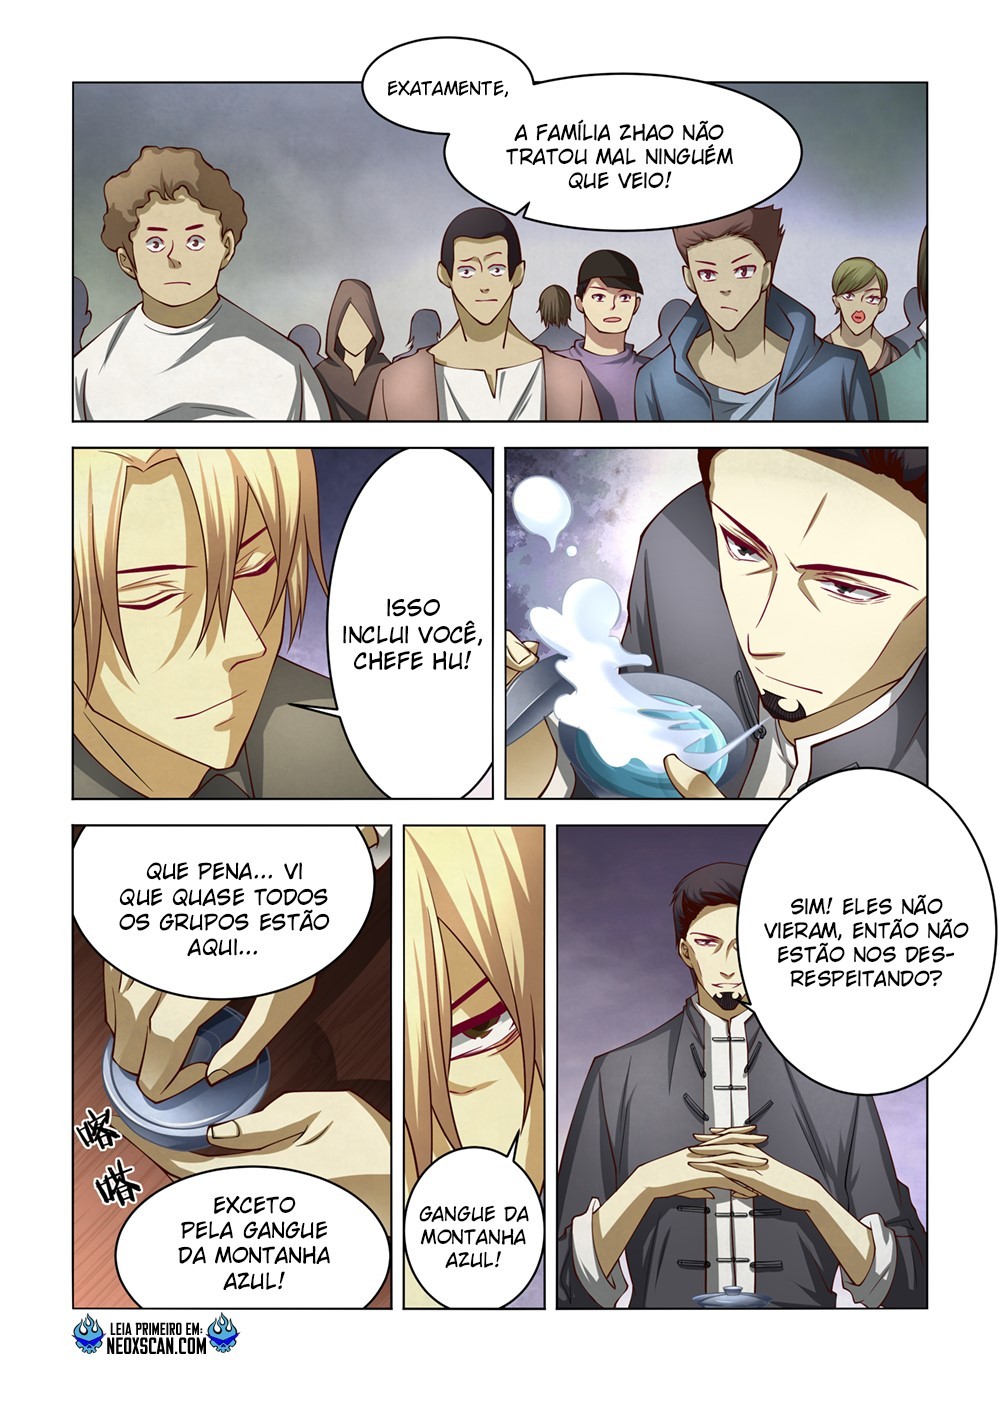 EXATAMENTE,
A FAMÍLIA ZHAO NÃO
TRATOU MAL NINGUÉM
QUE VEIO!
ISSO
INCLUI VOCÊ,
CHEFE HU!
QUE PENA... VI
QUE QUASE TODOS
OS GRUPOS ESTÃO
AQUI...
喀
嗒
EXCETO
PELA GANGUE
DA MONTANHA
AZUL!
GANGUE DA
MONTANHA
AZUL!
SIM! ELES NÃO
VIERAM, ENTÃO NÃO
ESTÃO NOS DES-
RESPEITANDO?
LEIA PRIMEIRO EM:
NEOXSCAN.COM